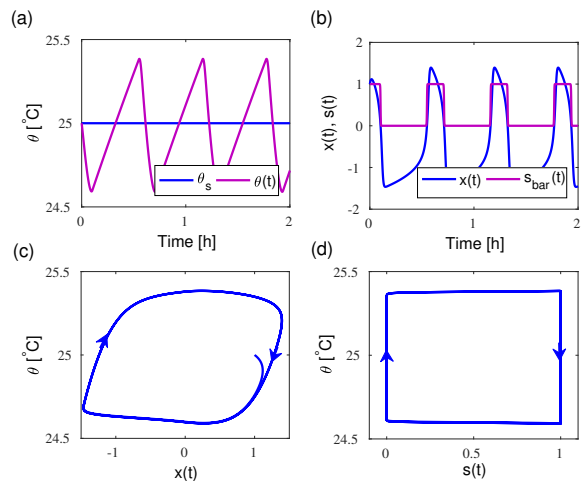 (a)
(b)
25.5
25
24.5
θ [°C]
0
1
2
Time [h]
θs
θ(t)
2
1
0
-1
-2
x(t), s(t)
0
1
2
Time [h]
x(t)
sbar(t)
(c)
(d)
25.5
25
24.5
θ [°C]
-1
0
1
x(t)
25.5
25
24.5
θ [°C]
0
0.5
1
s(t)